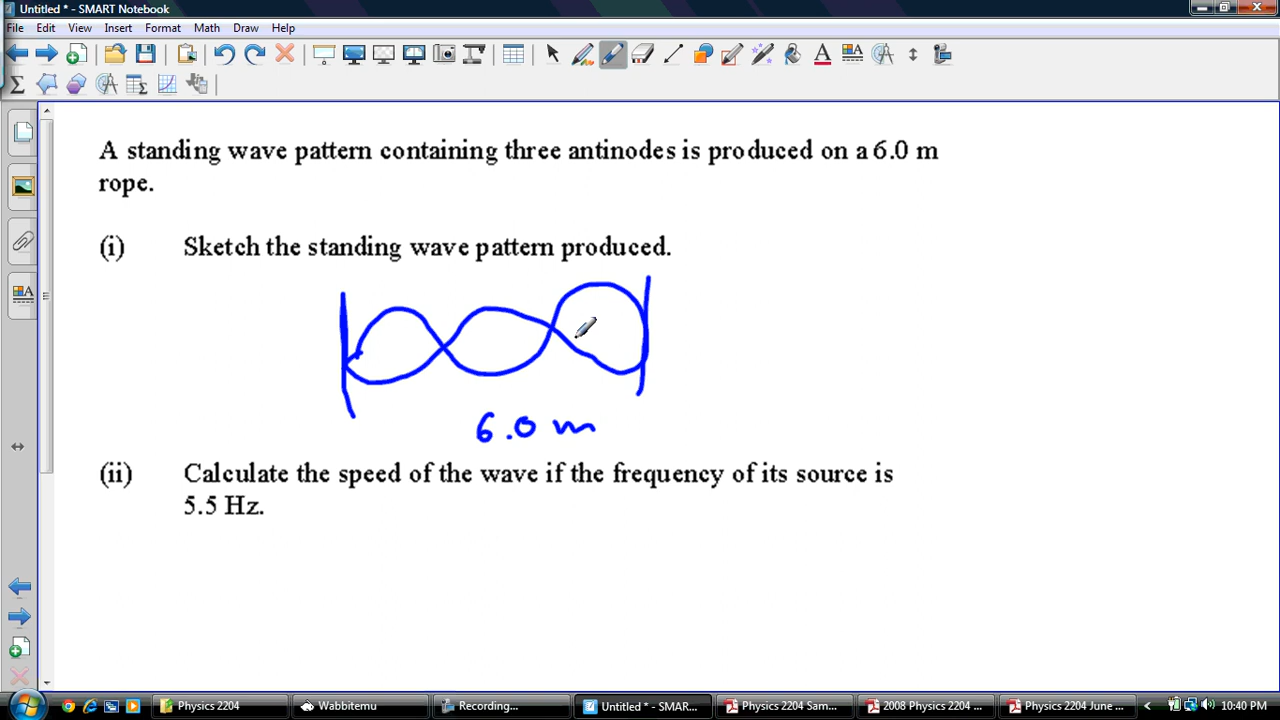 Untitled * - SMART Notebook
File Edit View Insert Format Math Draw Help
A standing wave pattern containing three antinodes is produced on a 6.0 m
rope.
(i) Sketch the standing wave pattern produced.
6.0 m
(ii) Calculate the speed of the wave if the frequency of its source is
5.5 Hz.
Physics 2204 Wabbitemu Recording... Untitled * - SMAR... Physics 2204 Sam... 2008 Physics 2204 ... Physics 2204 June ... 10:40 PM